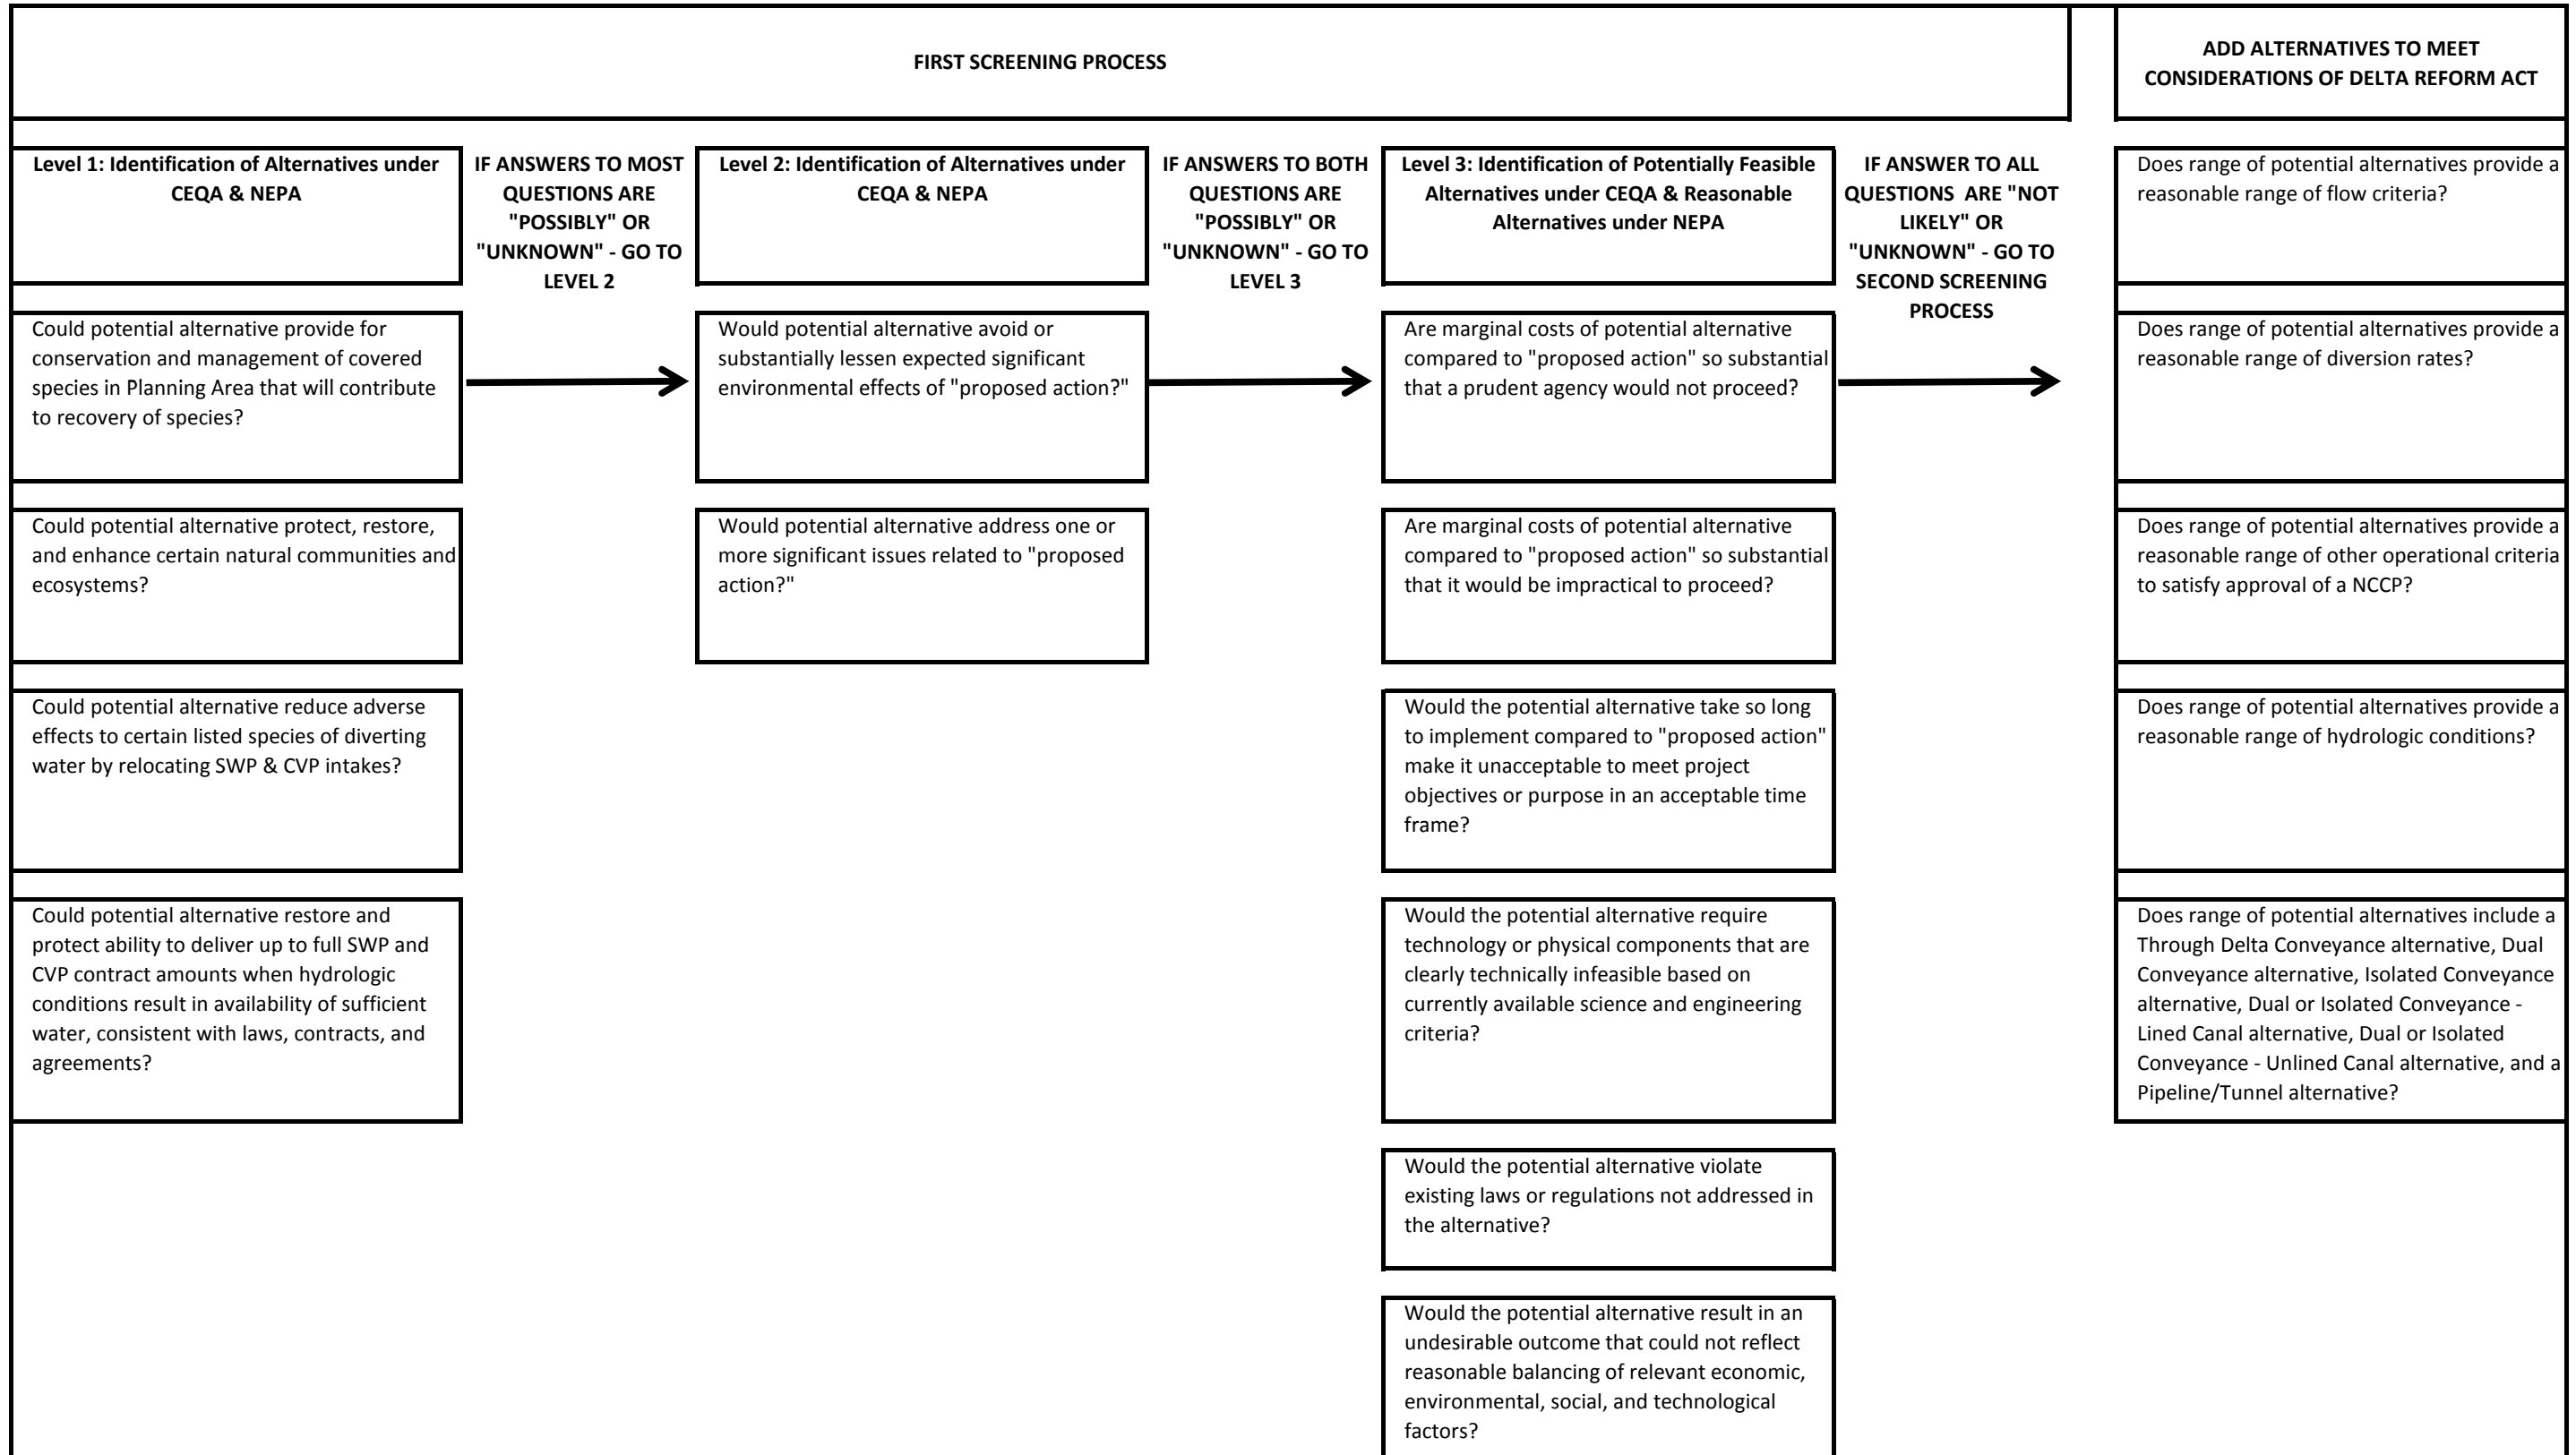 FIRST SCREENING PROCESS
ADD ALTERNATIVES TO MEET
CONSIDERATIONS OF DELTA REFORM ACT
Level 1: Identification of Alternatives under
CEQA & NEPA
IF ANSWERS TO MOST
QUESTIONS ARE
"POSSIBLY" OR
"UNKNOWN" - GO TO
LEVEL 2
Level 2: Identification of Alternatives under
CEQA & NEPA
IF ANSWERS TO BOTH
QUESTIONS ARE
"POSSIBLY" OR
"UNKNOWN" - GO TO
LEVEL 3
Level 3: Identification of Potentially Feasible
Alternatives under CEQA & Reasonable
Alternatives under NEPA
IF ANSWER TO ALL
QUESTIONS ARE "NOT
LIKELY" OR
"UNKNOWN" - GO TO
SECOND SCREENING
PROCESS
Does range of potential alternatives provide a
reasonable range of flow criteria?
Could potential alternative provide for
conservation and management of covered
species in Planning Area that will contribute
to recovery of species?
Would potential alternative avoid or
substantially lessen expected significant
environmental effects of "proposed action?"
Are marginal costs of potential alternative
compared to "proposed action" so substantial
that a prudent agency would not proceed?
Does range of potential alternatives provide a
reasonable range of diversion rates?
Could potential alternative protect, restore,
and enhance certain natural communities and
ecosystems?
Would potential alternative address one or
more significant issues related to "proposed
action?"
Are marginal costs of potential alternative
compared to "proposed action" so substantial
that it would be impractical to proceed?
Does range of potential alternatives provide a
reasonable range of other operational criteria
to satisfy approval of a NCCP?
Could potential alternative reduce adverse
effects to certain listed species of diverting
water by relocating SWP & CVP intakes?
Would the potential alternative take so long
to implement compared to "proposed action"
make it unacceptable to meet project
objectives or purpose in an acceptable time
frame?
Does range of potential alternatives provide a
reasonable range of hydrologic conditions?
Could potential alternative restore and
protect ability to deliver up to full SWP and
CVP contract amounts when hydrologic
conditions result in availability of sufficient
water, consistent with laws, contracts, and
agreements?
Would the potential alternative require
technology or physical components that are
clearly technically infeasible based on
currently available science and engineering
criteria?
Does range of potential alternatives include a
Through Delta Conveyance alternative, Dual
Conveyance alternative, Isolated Conveyance
alternative, Dual or Isolated Conveyance -
Lined Canal alternative, Dual or Isolated
Conveyance - Unlined Canal alternative, and a
Pipeline/Tunnel alternative?
Would the potential alternative violate
existing laws or regulations not addressed in
the alternative?
Would the potential alternative result in an
undesirable outcome that could not reflect
reasonable balancing of relevant economic,
environmental, social, and technological
factors?